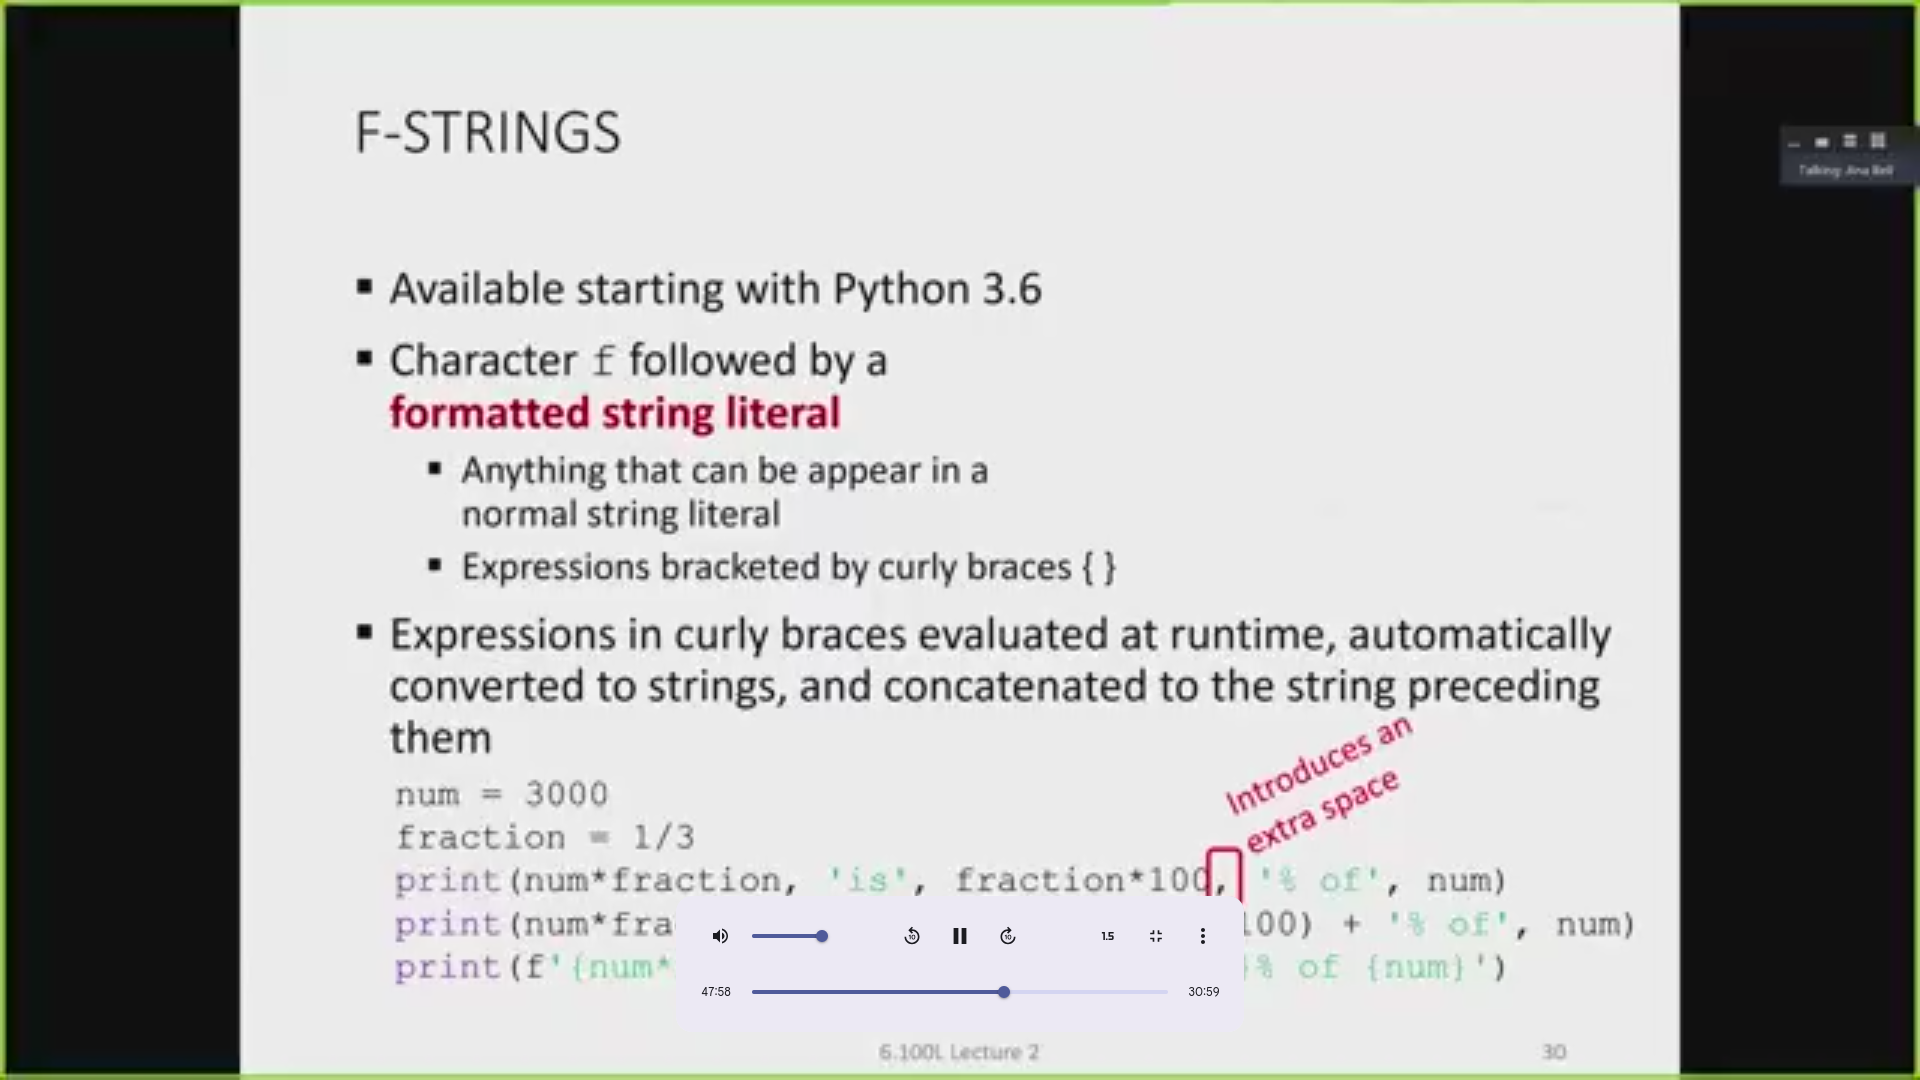 F-STRINGS
Talking: Ana Bell
▪ Available starting with Python 3.6
▪ Character f followed by a
formatted string literal
▪ Anything that can be appear in a
normal string literal
▪ Expressions bracketed by curly braces { }
▪ Expressions in curly braces evaluated at runtime, automatically
converted to strings, and concatenated to the string preceding
them
Introduces an
extra space
num = 3000
fraction = 1/3
print(num*fraction, 'is', fraction*100, '% of', num)
print(num*fra 100) + '% of', num)
print(f'{num* }% of {num}')
10 10 1.5
47:58 30:59
6.100L Lecture 2 30